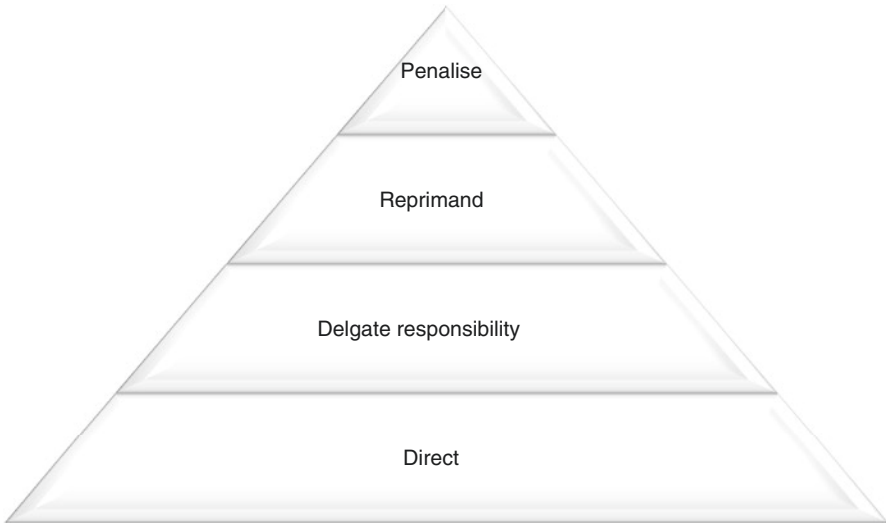 Penalise
Reprimand
Delgate responsibility
Direct